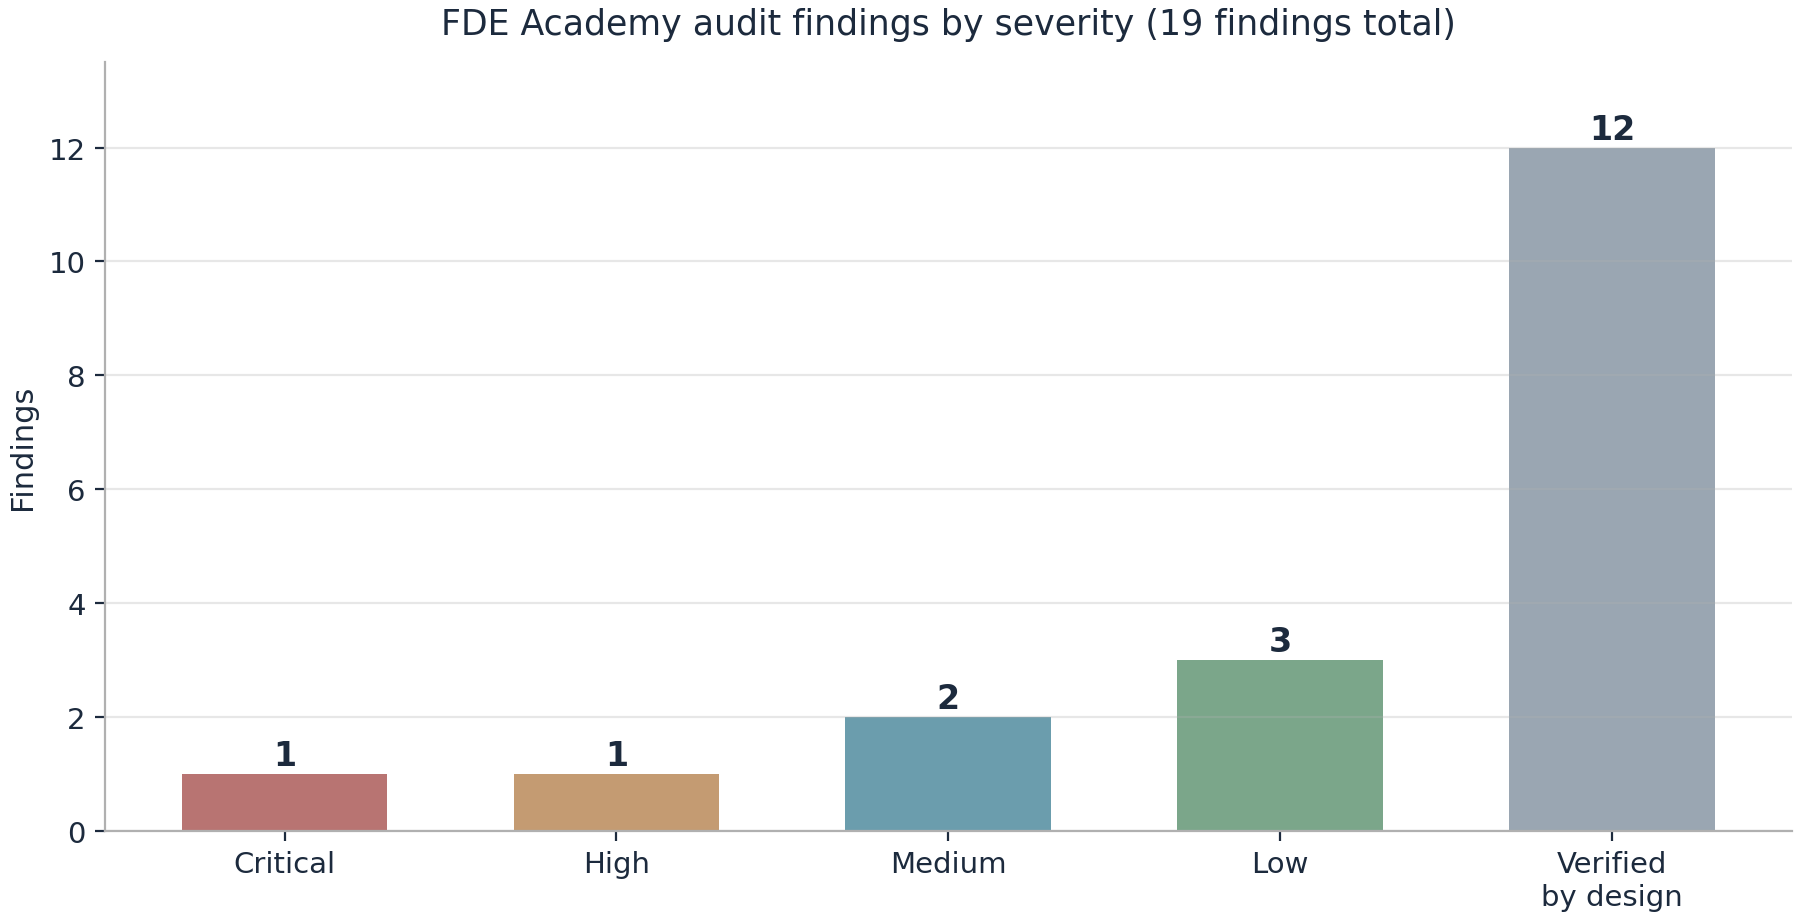 FDE Academy audit findings by severity (19 findings total)
Findings
12
10
8
6
4
2
0
1
1
2
3
12
Critical
High
Medium
Low
Verified
by design